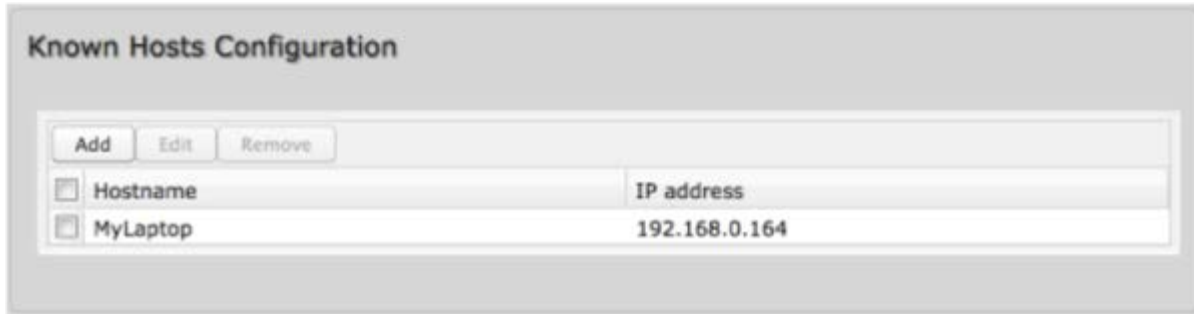 Known Hosts Configuration
Add Edit Remove
Hostname IP address
MyLaptop 192.168.0.164